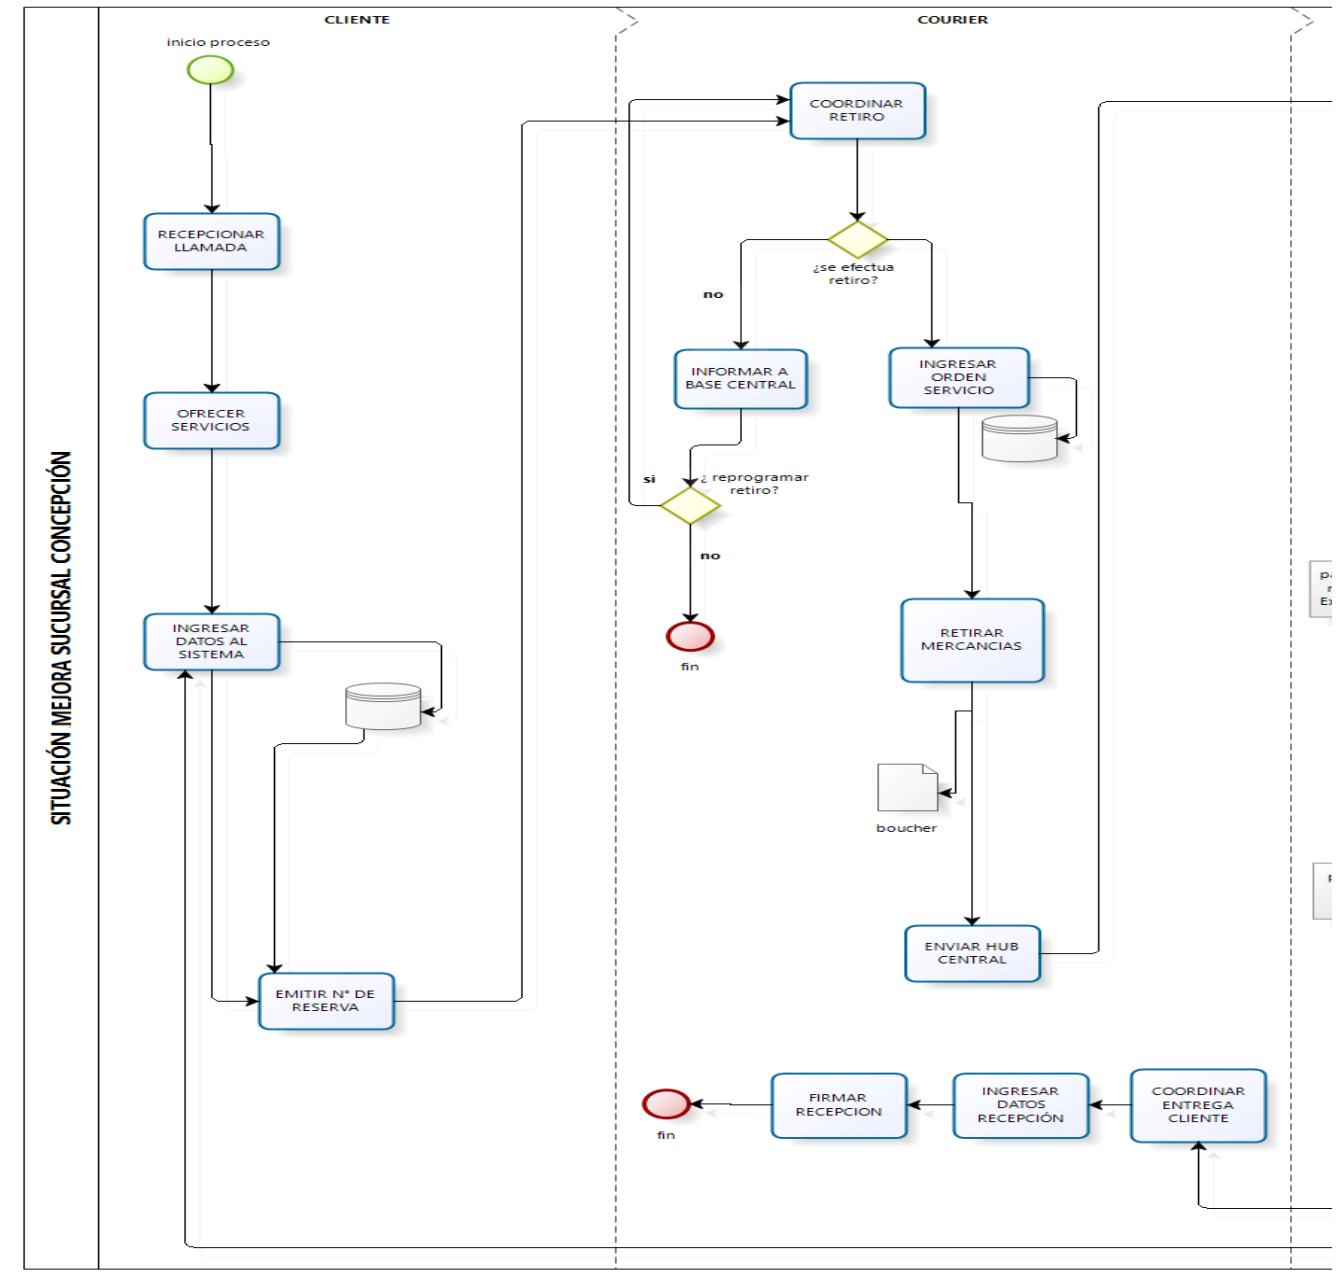 SITUACIÓN MEJORA SUCURSAL CONCEPCIÓN
CLIENTE
inicio proceso
RECEPCIONAR
LLAMADA
OFRECER
SERVICIOS
INGRESAR
DATOS AL
SISTEMA
EMITIR N° DE
RESERVA
COURIER
COORDINAR
RETIRO
¿se efectua
retiro?
no
INFORMAR A
BASE CENTRAL
INGRESAR
ORDEN
SERVICIO
si
¿ reprogramar
retiro?
no
fin
RETIRAR
MERCANCIAS
boucher
ENVIAR HUB
CENTRAL
COORDINAR
ENTREGA
CLIENTE
INGRESAR
DATOS
RECEPCIÓN
FIRMAR
RECEPCION
fin